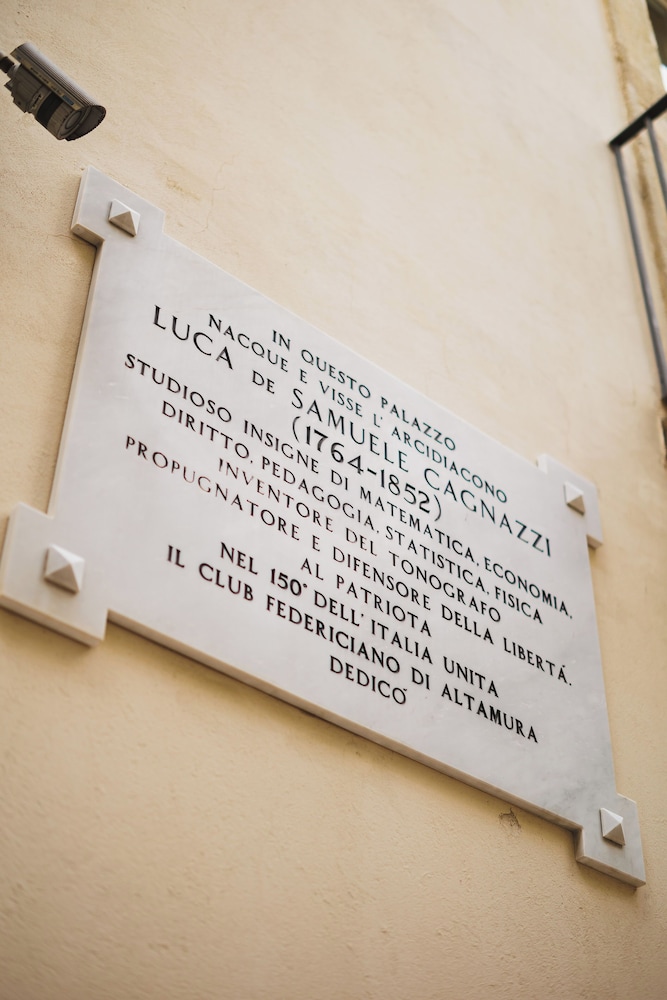 IN QUESTO PALAZZO
NACQUE E VISSE L' ARCIDIACONO
LUCA DE SAMUELE CAGNAZZI
(1764-1852)
STUDIOSO INSIGNE DI MATEMATICA, ECONOMIA,
DIRITTO, PEDAGOGIA, STATISTICA, FISICA
INVENTORE DEL TONOGRAFO
PROPUGNATORE E DIFENSORE DELLA LIBERTÁ.
AL PATRIOTA
NEL 150° DELL' ITALIA UNITA
IL CLUB FEDERICIANO DI ALTAMURA
DEDICÓ